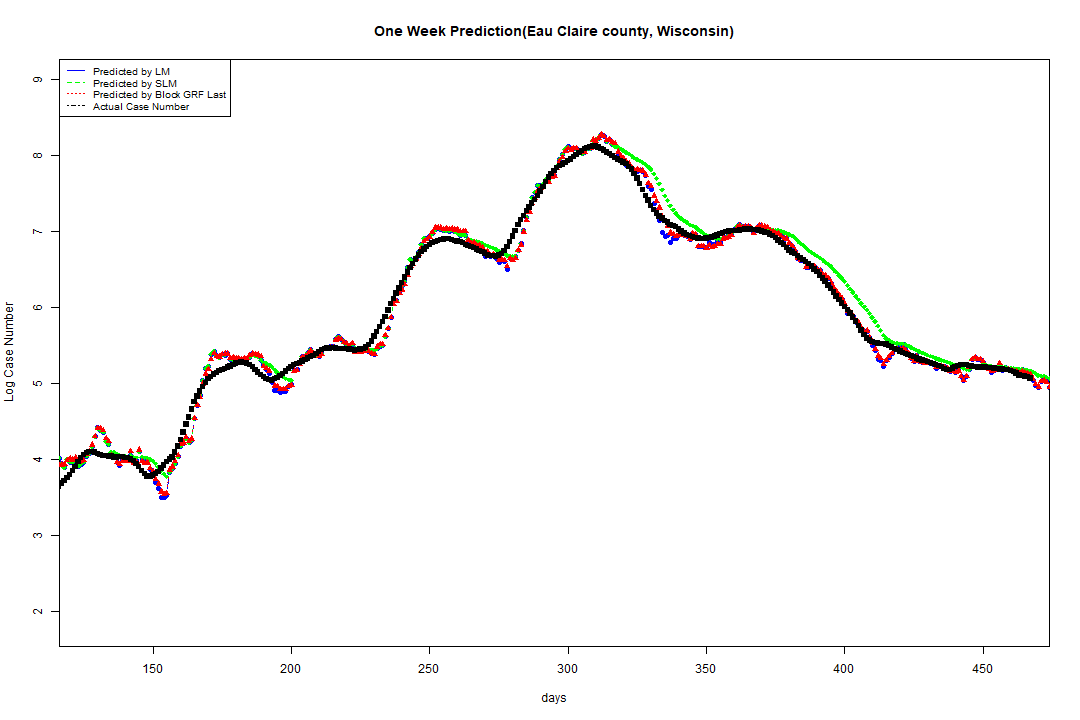 One Week Prediction(Eau Claire county, Wisconsin)
Predicted by LM
Predicted by SLM
Predicted by Block GRF Last
Actual Case Number
9
8
7
6
5
4
3
2
Log Case Number
150 200 250 300 350 400 450
days